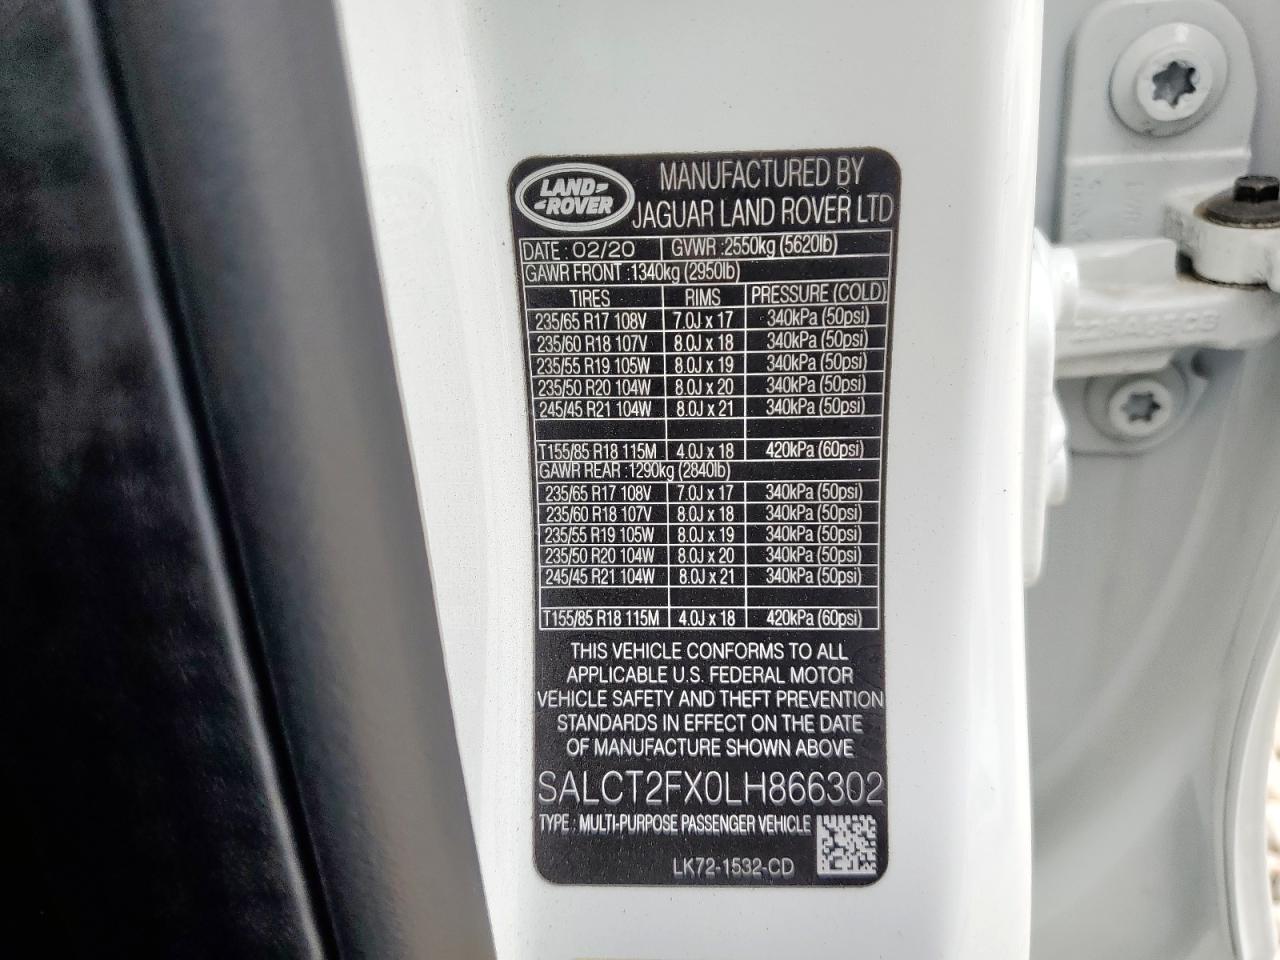 LAND-
-ROVER
MANUFACTURED BY
JAGUAR LAND ROVER LTD
DATE : 02/20 GVWR :2550kg (5620lb)
GAWR FRONT :1340kg (2950lb)
TIRES RIMS PRESSURE (COLD)
235/65 R17 108V 7.0J x 17 340kPa (50psi)
235/60 R18 107V 8.0J x 18 340kPa (50psi)
235/55 R19 105W 8.0J x 19 340kPa (50psi)
235/50 R20 104W 8.0J x 20 340kPa (50psi)
245/45 R21 104W 8.0J x 21 340kPa (50psi)
T155/85 R18 115M 4.0J x 18 420kPa (60psi)
GAWR REAR :1290kg (2840lb)
235/65 R17 108V 7.0J x 17 340kPa (50psi)
235/60 R18 107V 8.0J x 18 340kPa (50psi)
235/55 R19 105W 8.0J x 19 340kPa (50psi)
235/50 R20 104W 8.0J x 20 340kPa (50psi)
245/45 R21 104W 8.0J x 21 340kPa (50psi)
T155/85 R18 115M 4.0J x 18 420kPa (60psi)
THIS VEHICLE CONFORMS TO ALL
APPLICABLE U.S. FEDERAL MOTOR
VEHICLE SAFETY AND THEFT PREVENTION
STANDARDS IN EFFECT ON THE DATE
OF MANUFACTURE SHOWN ABOVE
SALCT2FX0LH866302
TYPE : MULTI-PURPOSE PASSENGER VEHICLE
LK72-1532-CD